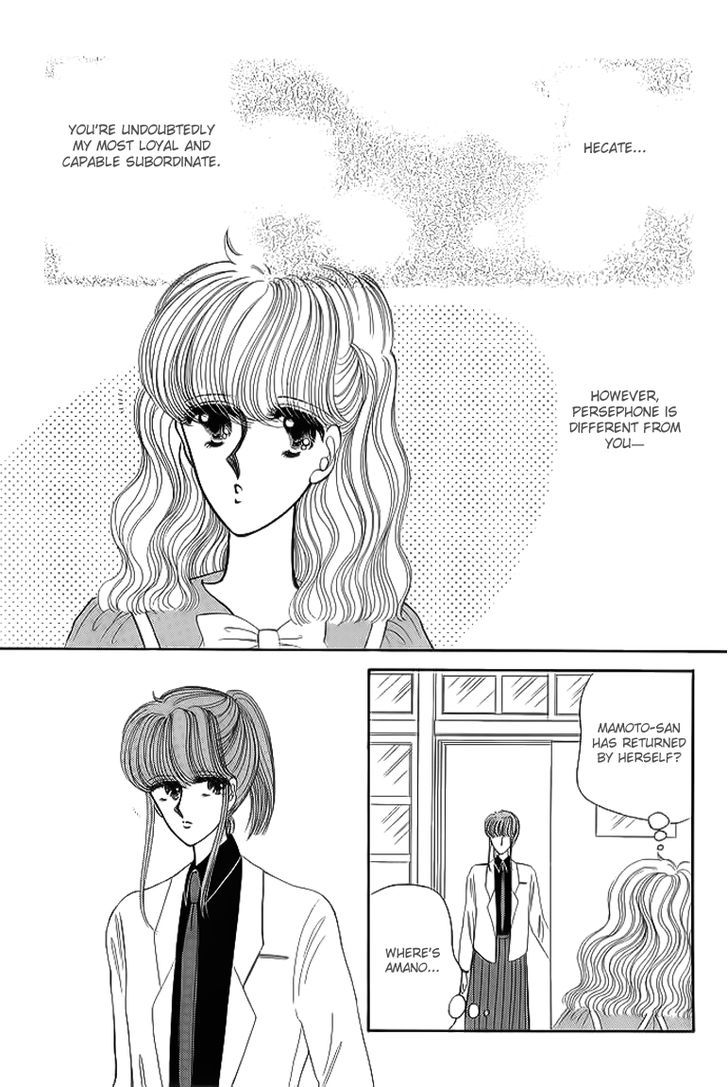 HECATE...
YOU'RE UNDOUBTEDLY
MY MOST LOYAL AND
CAPABLE SUBORDINATE.
HOWEVER,
PERSEPHONE IS
DIFFERENT FROM
YOU—
MAMOTO-SAN
HAS RETURNED
BY HERSELF?
WHERE'S
AMANO...